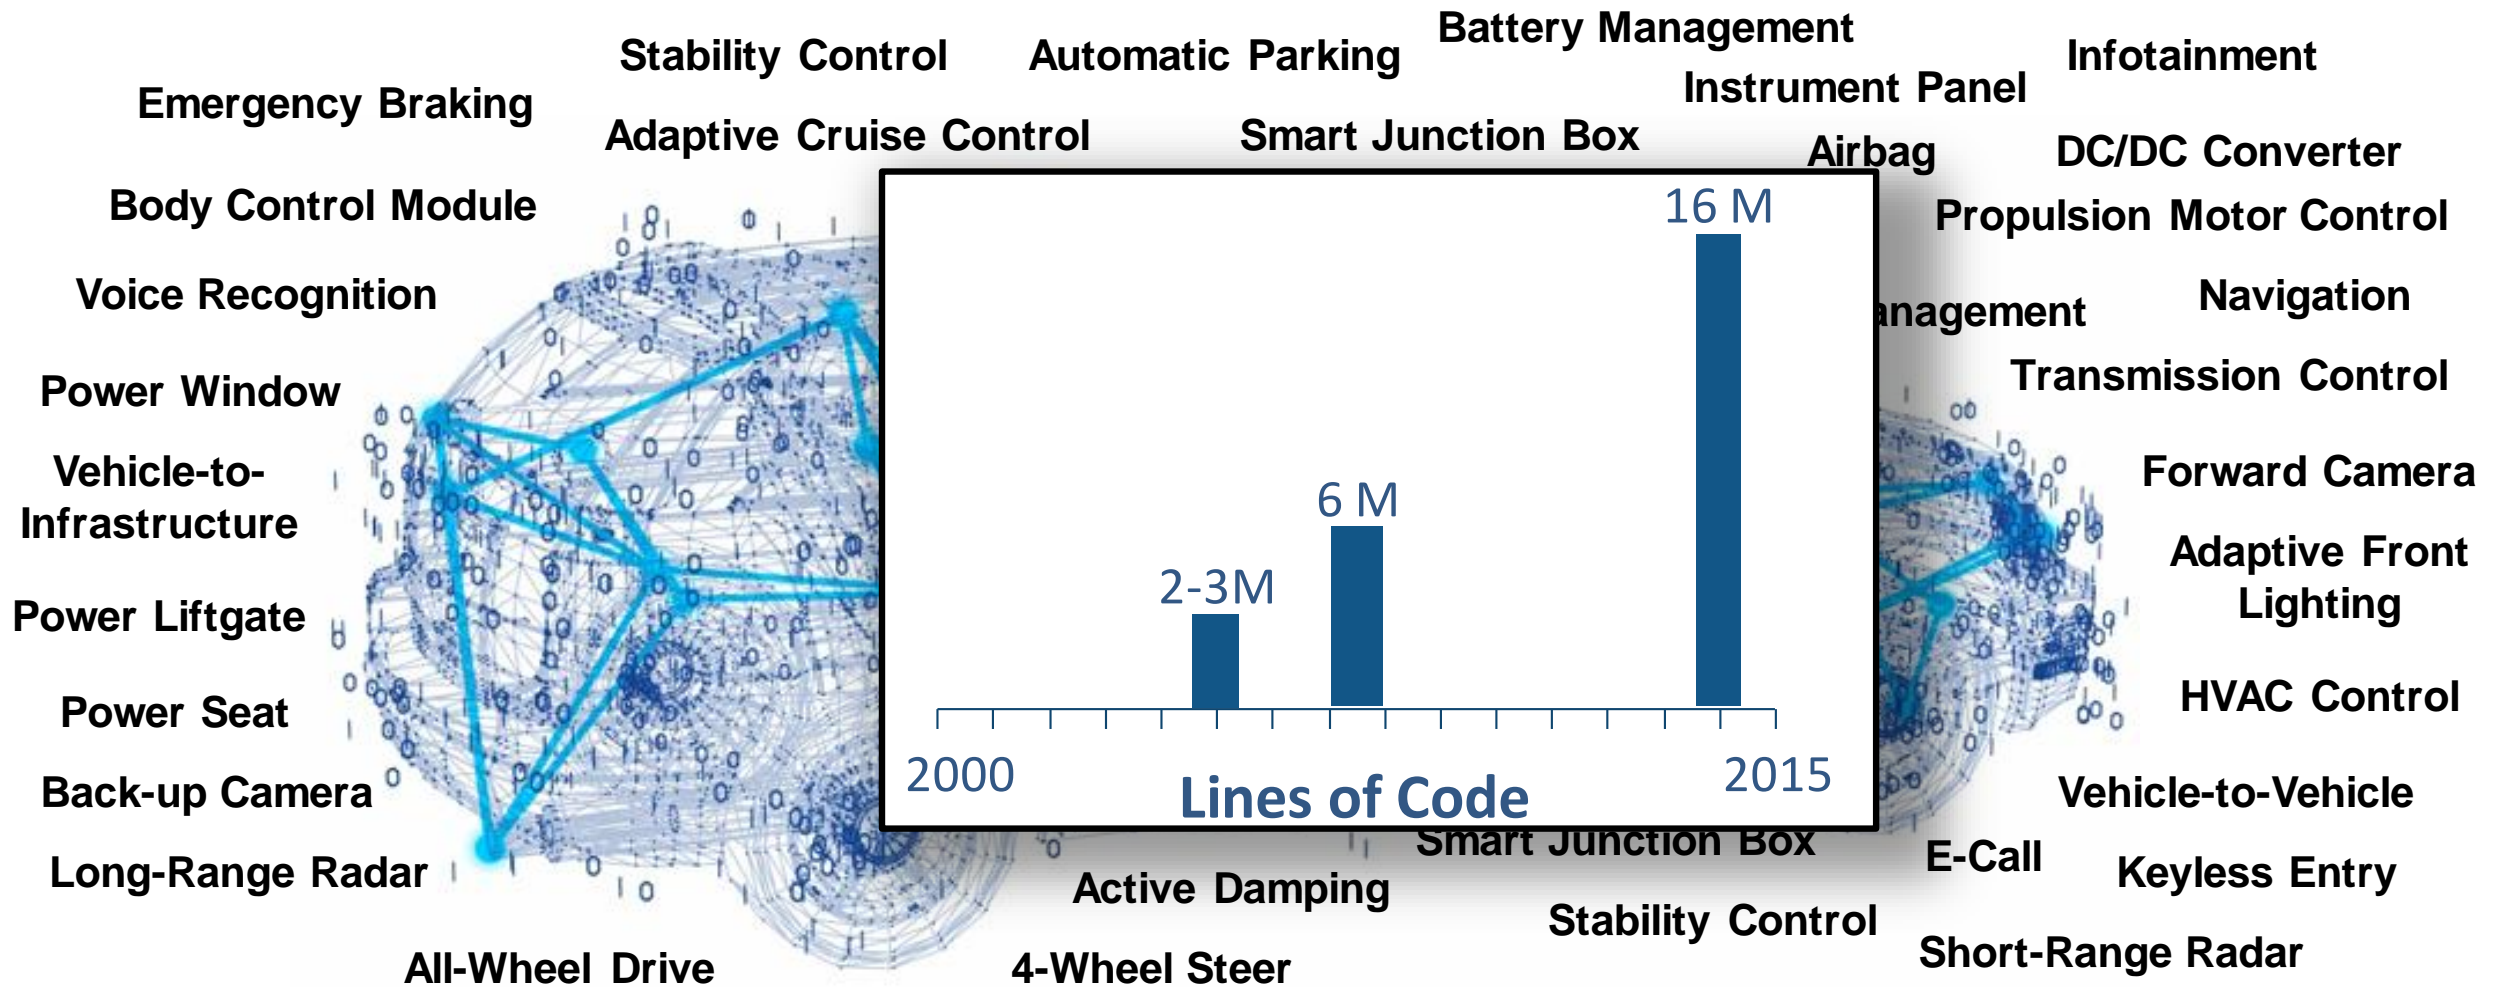 Battery Management
Stability Control
Automatic Parking
Infotainment
Instrument Panel
Emergency Braking
Adaptive Cruise Control
Smart Junction Box
Airbag
DC/DC Converter
Body Control Module
16 M
Propulsion Motor Control
Voice Recognition
Navigation
anagement
Power Window
Transmission Control
Vehicle-to-
Infrastructure
Forward Camera
6 M
Adaptive Front
Lighting
2-3M
Power Liftgate
Power Seat
HVAC Control
2000
2015
Lines of Code
Back-up Camera
Vehicle-to-Vehicle
Smart Junction Box
E-Call
Long-Range Radar
Keyless Entry
Active Damping
Stability Control
Short-Range Radar
All-Wheel Drive
4-Wheel Steer